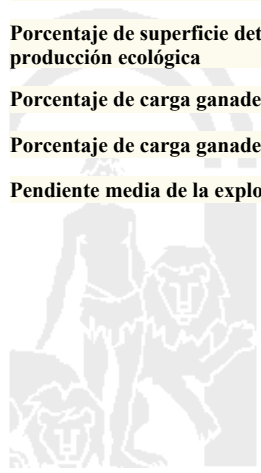 Porcentaje de superficie det
producción ecológica
Porcentaje de carga ganade
Porcentaje de carga ganade
Pendiente media de la explo